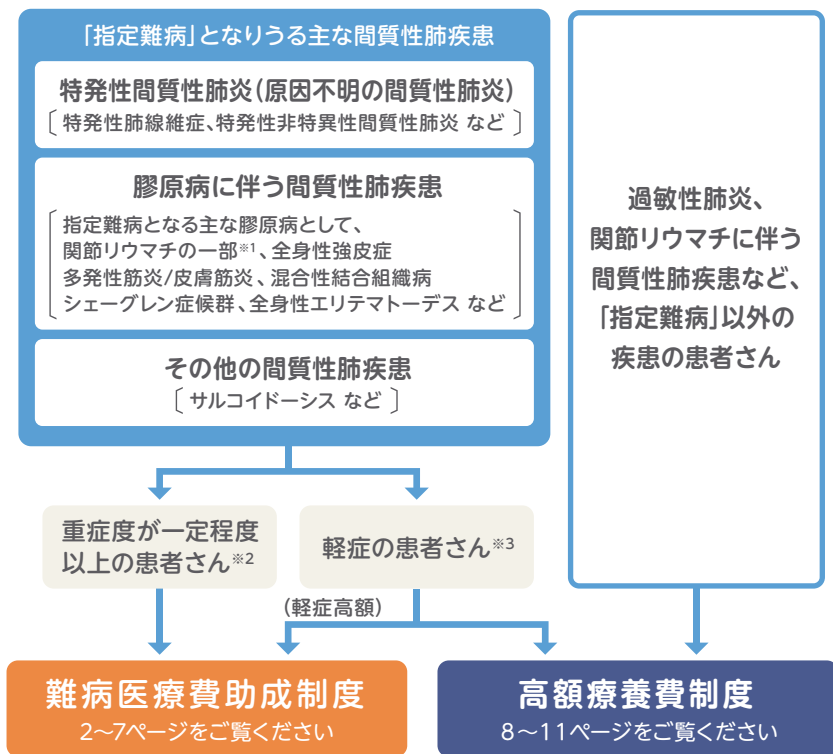 「指定難病」となりうる主な間質性肺疾患
特発性間質性肺炎(原因不明の間質性肺炎)
[特発性肺線維症、特発性非特異性間質性肺炎 など]
膠原病に伴う間質性肺疾患
[指定難病となる主な膠原病として、
関節リウマチの一部※1、全身性強皮症
多発性筋炎/皮膚筋炎、混合性結合組織病
シェーグレン症候群、全身性エリテマトーデス など]
その他の間質性肺疾患
[サルコイドーシス など]
過敏性肺炎、
関節リウマチに伴う
間質性肺疾患など、
「指定難病」以外の
疾患の患者さん
重症度が一定程度
以上の患者さん※2
軽症の患者さん※3
(軽症高額)
難病医療費助成制度
2〜7ページをご覧ください
高額療養費制度
8〜11ページをご覧ください